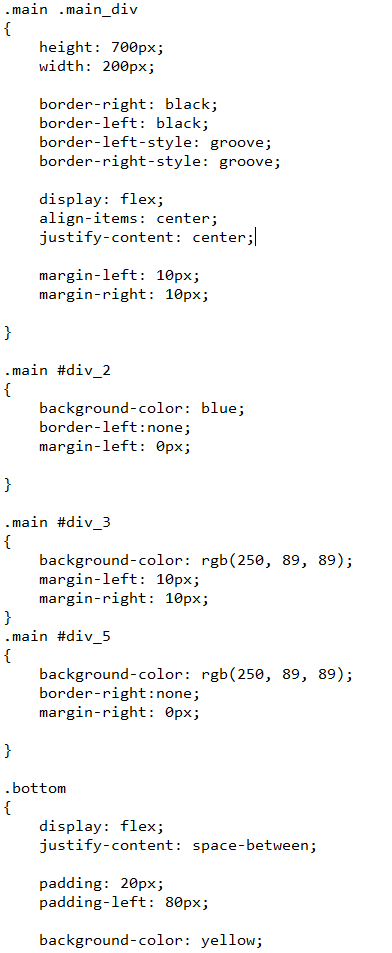 .main .main_div
{
height: 700px;
width: 200px;
border-right: black;
border-left: black;
border-left-style: groove;
border-right-style: groove;
display: flex;
align-items: center;
justify-content: center;
margin-left: 10px;
margin-right: 10px;
}
.main #div_2
{
background-color: blue;
border-left:none;
margin-left: 0px;
}
.main #div_3
{
background-color: rgb(250, 89, 89);
margin-left: 10px;
margin-right: 10px;
}
.main #div_5
{
background-color: rgb(250, 89, 89);
border-right:none;
margin-right: 0px;
}
.bottom
{
display: flex;
justify-content: space-between;
padding: 20px;
padding-left: 80px;
background-color: yellow;